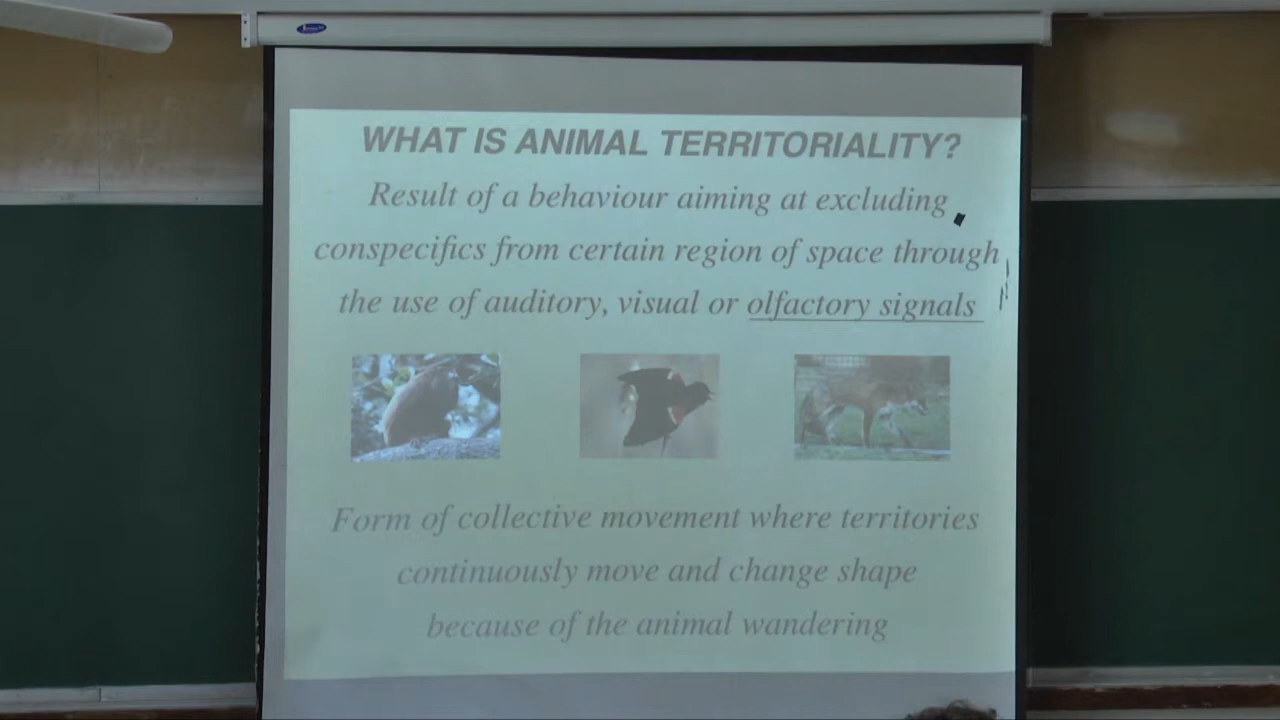 WHAT IS ANIMAL TERRITORIALITY?
Result of a behaviour aiming at excluding
conspecifics from certain region of space through
the use of auditory, visual or olfactory signals
Form of collective movement where territories
continuously move and change shape
because of the animal wandering